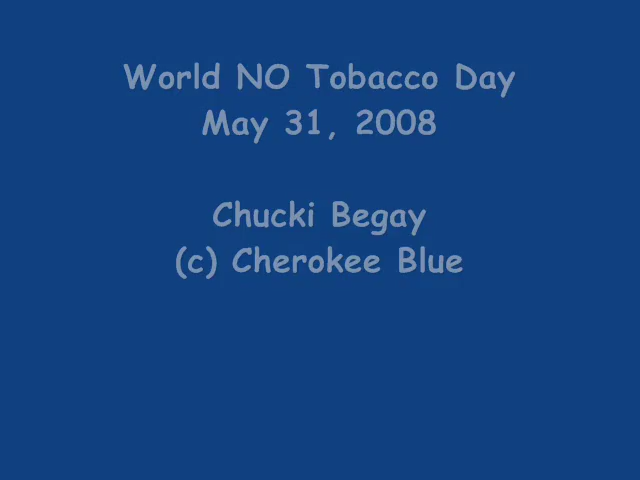 World NO Tobacco Day
May 31, 2008
Chucki Begay
(c) Cherokee Blue